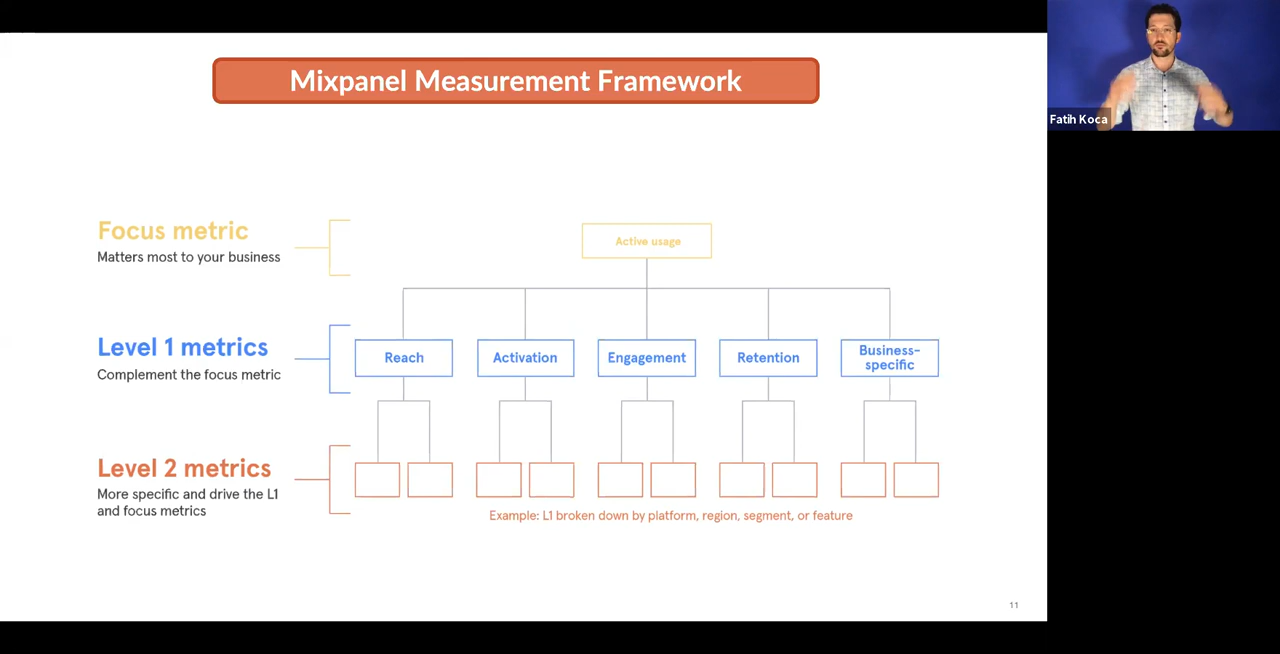 Mixpanel Measurement Framework
Fatih Koca
Focus metric
Matters most to your business
Active usage
Level 1 metrics
Complement the focus metric
Reach
Activation
Engagement
Retention
Business-
specific
Level 2 metrics
More specific and drive the L1
and focus metrics
Example: L1 broken down by platform, region, segment, or feature
11